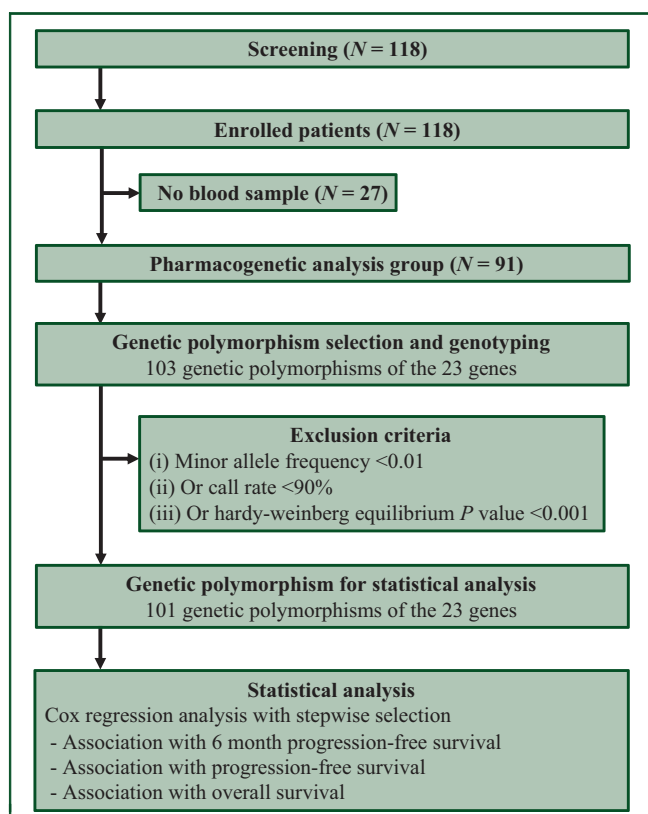 Screening (N = 118)
Enrolled patients (N = 118)
No blood sample (N = 27)
Pharmacogenetic analysis group (N = 91)
Genetic polymorphism selection and genotyping
103 genetic polymorphisms of the 23 genes
Exclusion criteria
(i) Minor allele frequency <0.01
(ii) Or call rate <90%
(iii) Or hardy-weinberg equilibrium P value <0.001
Genetic polymorphism for statistical analysis
101 genetic polymorphisms of the 23 genes
Statistical analysis
Cox regression analysis with stepwise selection
- Association with 6 month progression-free survival
- Association with progression-free survival
- Association with overall survival